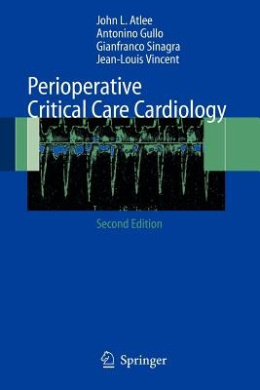 John L. Atlee
Antonino Gullo
Gianfranco Sinagra
Jean-Louis Vincent
Perioperative
Critical Care Cardiology
Second Edition
Springer